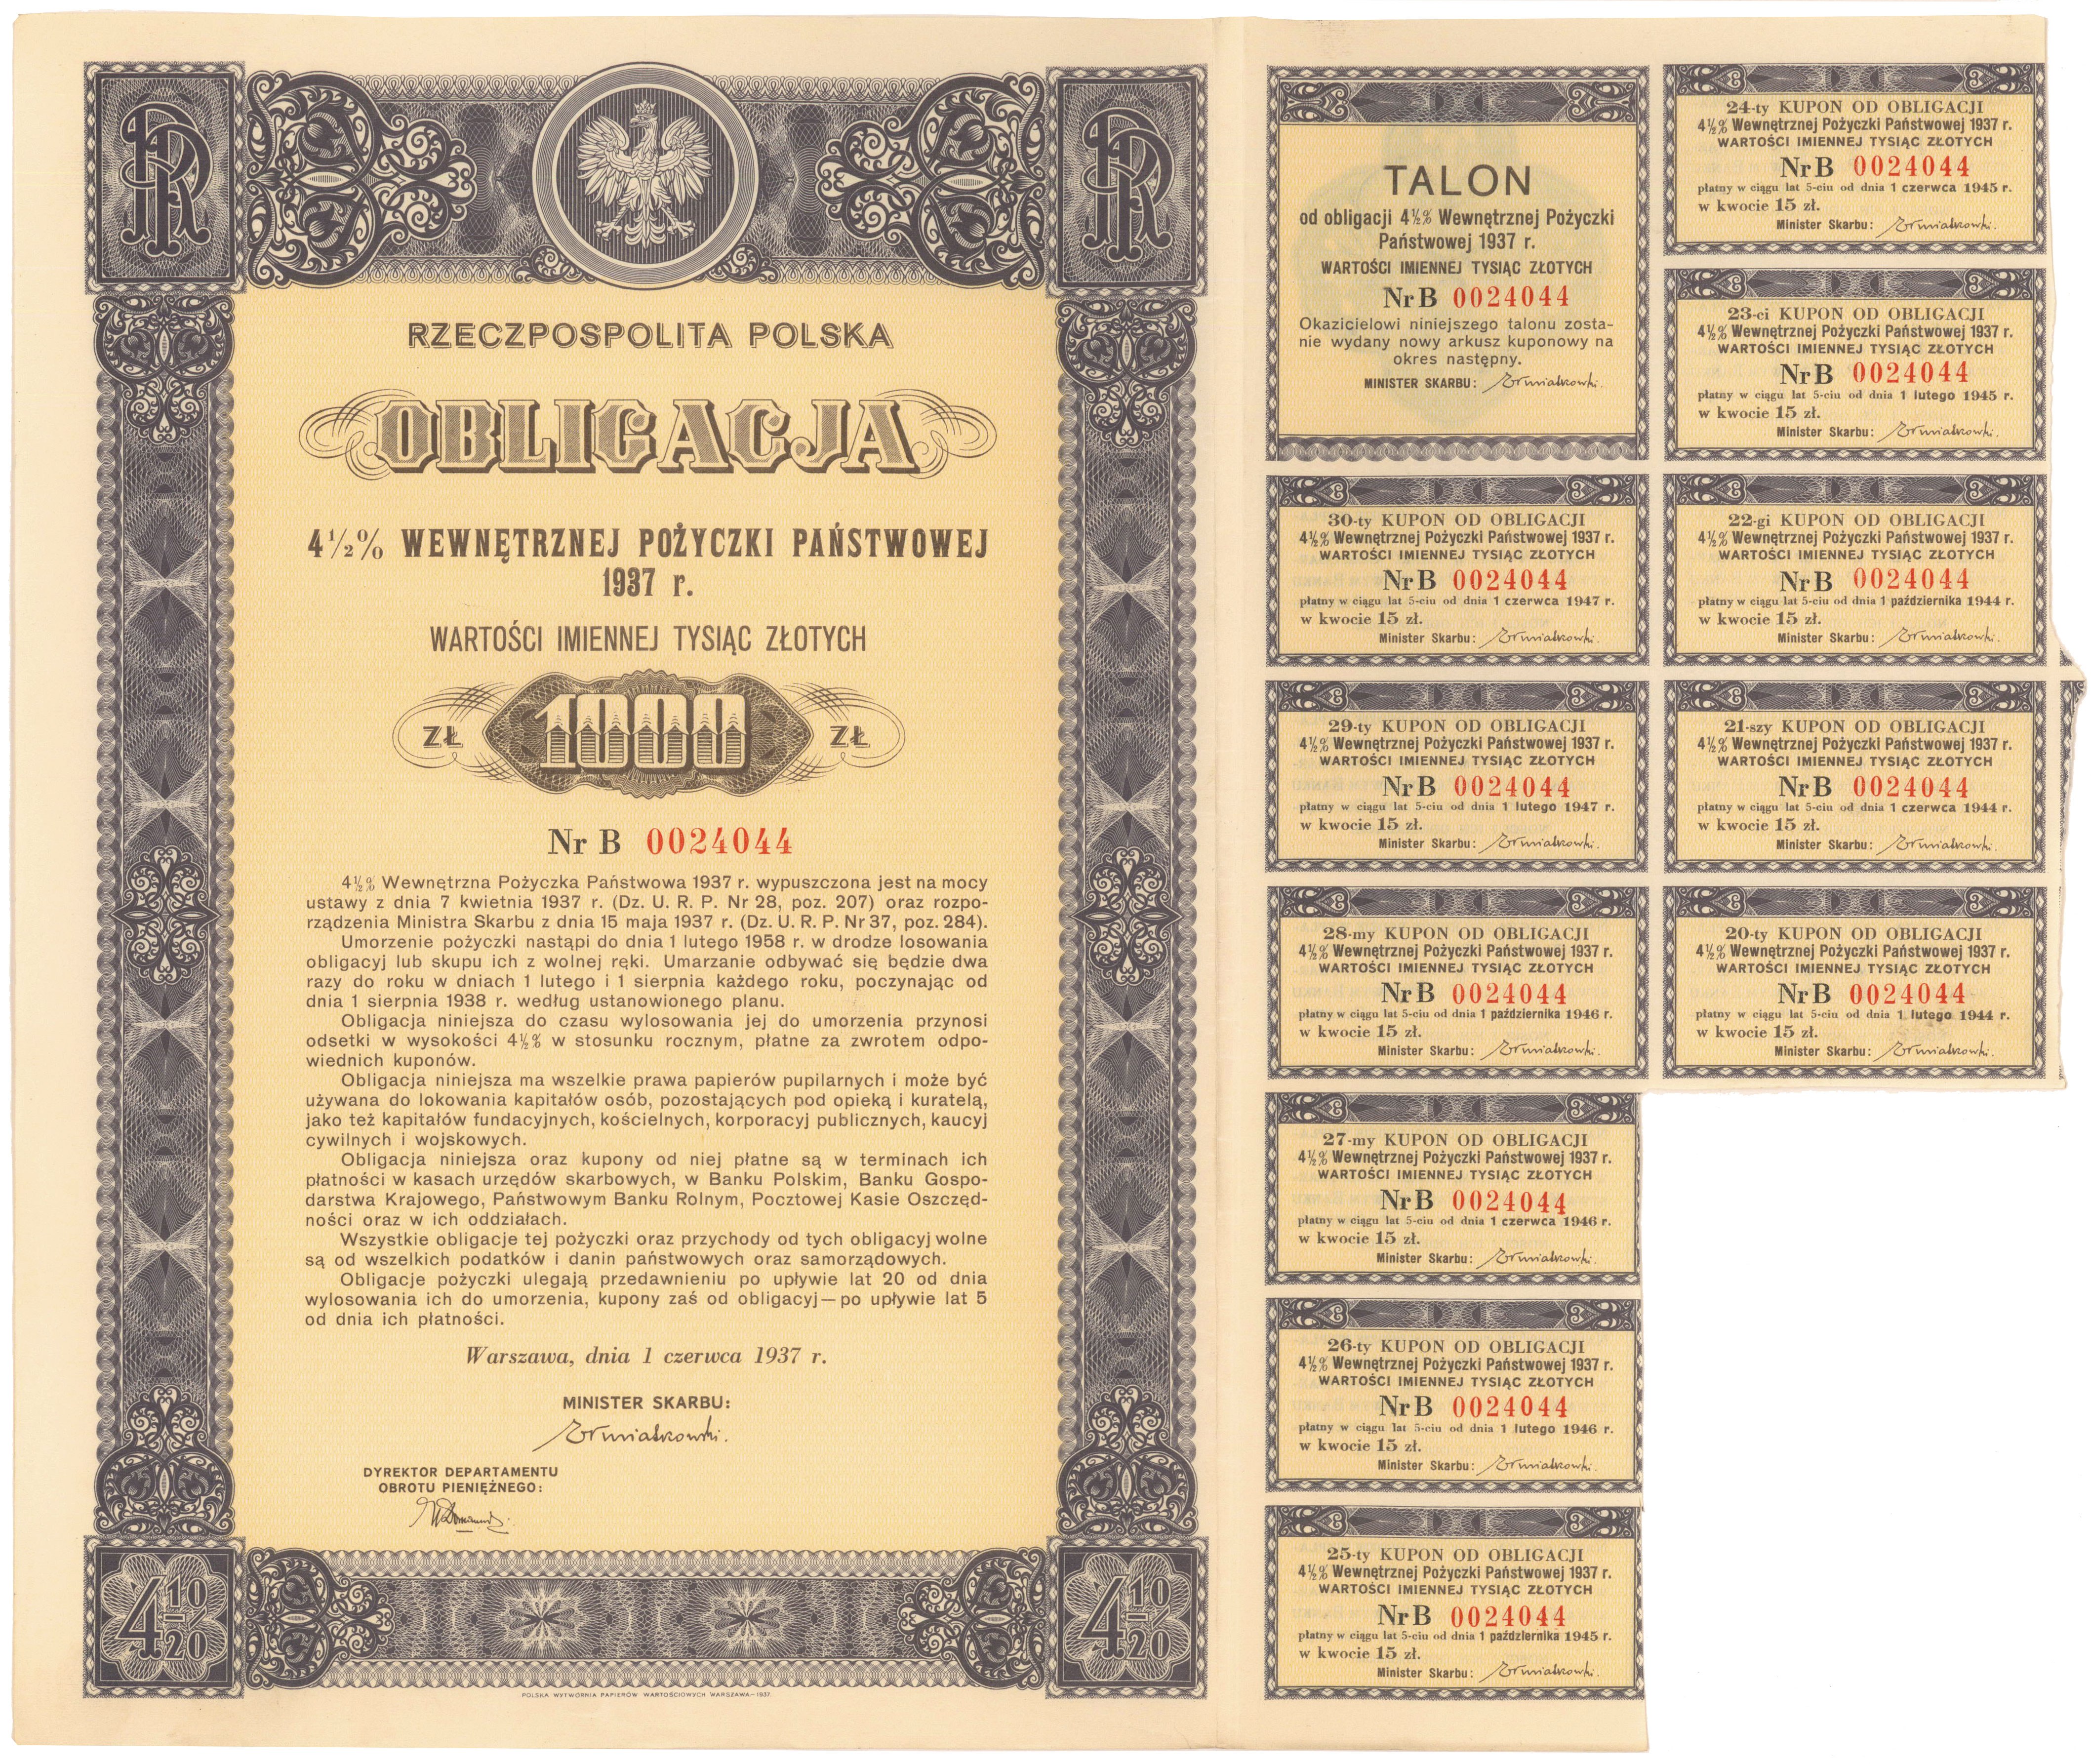 RP
RP
RZECZPOSPOLITA POLSKA
OBLIGACJA
4½% WEWNĘTRZNEJ POŻYCZKI PAŃSTWOWEJ
1937 r.
WARTOŚCI IMIENNEJ TYSIĄC ZŁOTYCH
ZŁ 1000 ZŁ
Nr B 0024044
4½% Wewnętrzna Pożyczka Państwowa 1937 r. wypuszczona jest na mocy
ustawy z dnia 7 kwietnia 1937 r. (Dz. U. R. P. Nr 28, poz. 207) oraz rozpo-
rządzenia Ministra Skarbu z dnia 15 maja 1937 r. (Dz. U. R. P. Nr 37, poz. 284).
Umorzenie pożyczki nastąpi do dnia 1 lutego 1958 r. w drodze losowania
obligacyj lub skupu ich z wolnej ręki. Umarzanie odbywać się będzie dwa
razy do roku w dniach 1 lutego i 1 sierpnia każdego roku, poczynając od
dnia 1 sierpnia 1938 r. według ustanowionego planu.
Obligacja niniejsza do czasu wylosowania jej do umorzenia przynosi
odsetki w wysokości 4½% w stosunku rocznym, płatne za zwrotem odpo-
wiednich kuponów.
Obligacja niniejsza ma wszelkie prawa papierów pupilarnych i może być
używana do lokowania kapitałów osób, pozostających pod opieką i kuratelą,
jako też kapitałów fundacyjnych, kościelnych, korporacyj publicznych, kaucyj
cywilnych i wojskowych.
Obligacja niniejsza oraz kupony od niej płatne są w terminach ich
płatności w kasach urzędów skarbowych, w Banku Polskim, Banku Gospo-
darstwa Krajowego, Państwowym Banku Rolnym, Pocztowej Kasie Oszczęd-
ności oraz w ich oddziałach.
Wszystkie obligacje tej pożyczki oraz przychody od tych obligacyj wolne
są od wszelkich podatków i danin państwowych oraz samorządowych.
Obligacje pożyczki ulegają przedawnieniu po upływie lat 20 od dnia
wylosowania ich do umorzenia, kupony zaś od obligacyj — po upływie lat 5
od dnia ich płatności.
Warszawa, dnia 1 czerwca 1937 r.
MINISTER SKARBU:
DYREKTOR DEPARTAMENTU
OBROTU PIENIĘŻNEGO:
4 10/20
4 10/20
POLSKA WYTWÓRNIA PAPIERÓW WARTOŚCIOWYCH WARSZAWA — 1937
TALON
od obligacji 4½% Wewnętrznej Pożyczki
Państwowej 1937 r.
WARTOŚCI IMIENNEJ TYSIĄC ZŁOTYCH
Nr B 0024044
Okazicielowi niniejszego talonu zosta-
nie wydany nowy arkusz kuponowy na
okres następny.
MINISTER SKARBU:
30-ty KUPON OD OBLIGACJI
4½% Wewnętrznej Pożyczki Państwowej 1937 r.
WARTOŚCI IMIENNEJ TYSIĄC ZŁOTYCH
Nr B 0024044
płatny w ciągu lat 5-ciu od dnia 1 czerwca 1947 r.
w kwocie 15 zł.
Minister Skarbu:
29-ty KUPON OD OBLIGACJI
4½% Wewnętrznej Pożyczki Państwowej 1937 r.
WARTOŚCI IMIENNEJ TYSIĄC ZŁOTYCH
Nr B 0024044
płatny w ciągu lat 5-ciu od dnia 1 lutego 1947 r.
w kwocie 15 zł.
Minister Skarbu:
28-my KUPON OD OBLIGACJI
4½% Wewnętrznej Pożyczki Państwowej 1937 r.
WARTOŚCI IMIENNEJ TYSIĄC ZŁOTYCH
Nr B 0024044
płatny w ciągu lat 5-ciu od dnia 1 października 1946 r.
w kwocie 15 zł.
Minister Skarbu:
27-my KUPON OD OBLIGACJI
4½% Wewnętrznej Pożyczki Państwowej 1937 r.
WARTOŚCI IMIENNEJ TYSIĄC ZŁOTYCH
Nr B 0024044
płatny w ciągu lat 5-ciu od dnia 1 czerwca 1946 r.
w kwocie 15 zł.
Minister Skarbu:
26-ty KUPON OD OBLIGACJI
4½% Wewnętrznej Pożyczki Państwowej 1937 r.
WARTOŚCI IMIENNEJ TYSIĄC ZŁOTYCH
Nr B 0024044
płatny w ciągu lat 5-ciu od dnia 1 lutego 1946 r.
w kwocie 15 zł.
Minister Skarbu:
25-ty KUPON OD OBLIGACJI
4½% Wewnętrznej Pożyczki Państwowej 1937 r.
WARTOŚCI IMIENNEJ TYSIĄC ZŁOTYCH
Nr B 0024044
płatny w ciągu lat 5-ciu od dnia 1 października 1945 r.
w kwocie 15 zł.
Minister Skarbu:
24-ty KUPON OD OBLIGACJI
4½% Wewnętrznej Pożyczki Państwowej 1937 r.
WARTOŚCI IMIENNEJ TYSIĄC ZŁOTYCH
Nr B 0024044
płatny w ciągu lat 5-ciu od dnia 1 czerwca 1945 r.
w kwocie 15 zł.
Minister Skarbu:
23-ci KUPON OD OBLIGACJI
4½% Wewnętrznej Pożyczki Państwowej 1937 r.
WARTOŚCI IMIENNEJ TYSIĄC ZŁOTYCH
Nr B 0024044
płatny w ciągu lat 5-ciu od dnia 1 lutego 1945 r.
w kwocie 15 zł.
Minister Skarbu:
22-gi KUPON OD OBLIGACJI
4½% Wewnętrznej Pożyczki Państwowej 1937 r.
WARTOŚCI IMIENNEJ TYSIĄC ZŁOTYCH
Nr B 0024044
płatny w ciągu lat 5-ciu od dnia 1 października 1944 r.
w kwocie 15 zł.
Minister Skarbu:
21-szy KUPON OD OBLIGACJI
4½% Wewnętrznej Pożyczki Państwowej 1937 r.
WARTOŚCI IMIENNEJ TYSIĄC ZŁOTYCH
Nr B 0024044
płatny w ciągu lat 5-ciu od dnia 1 czerwca 1944 r.
w kwocie 15 zł.
Minister Skarbu:
20-ty KUPON OD OBLIGACJI
4½% Wewnętrznej Pożyczki Państwowej 1937 r.
WARTOŚCI IMIENNEJ TYSIĄC ZŁOTYCH
Nr B 0024044
płatny w ciągu lat 5-ciu od dnia 1 lutego 1944 r.
w kwocie 15 zł.
Minister Skarbu: